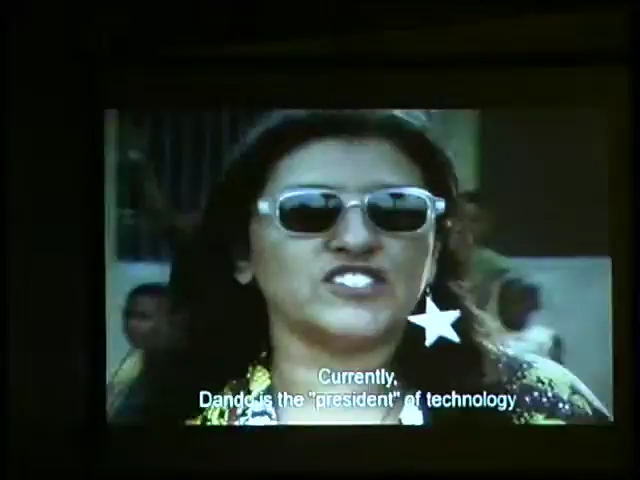 Currently,
Dando is the "president" of technology